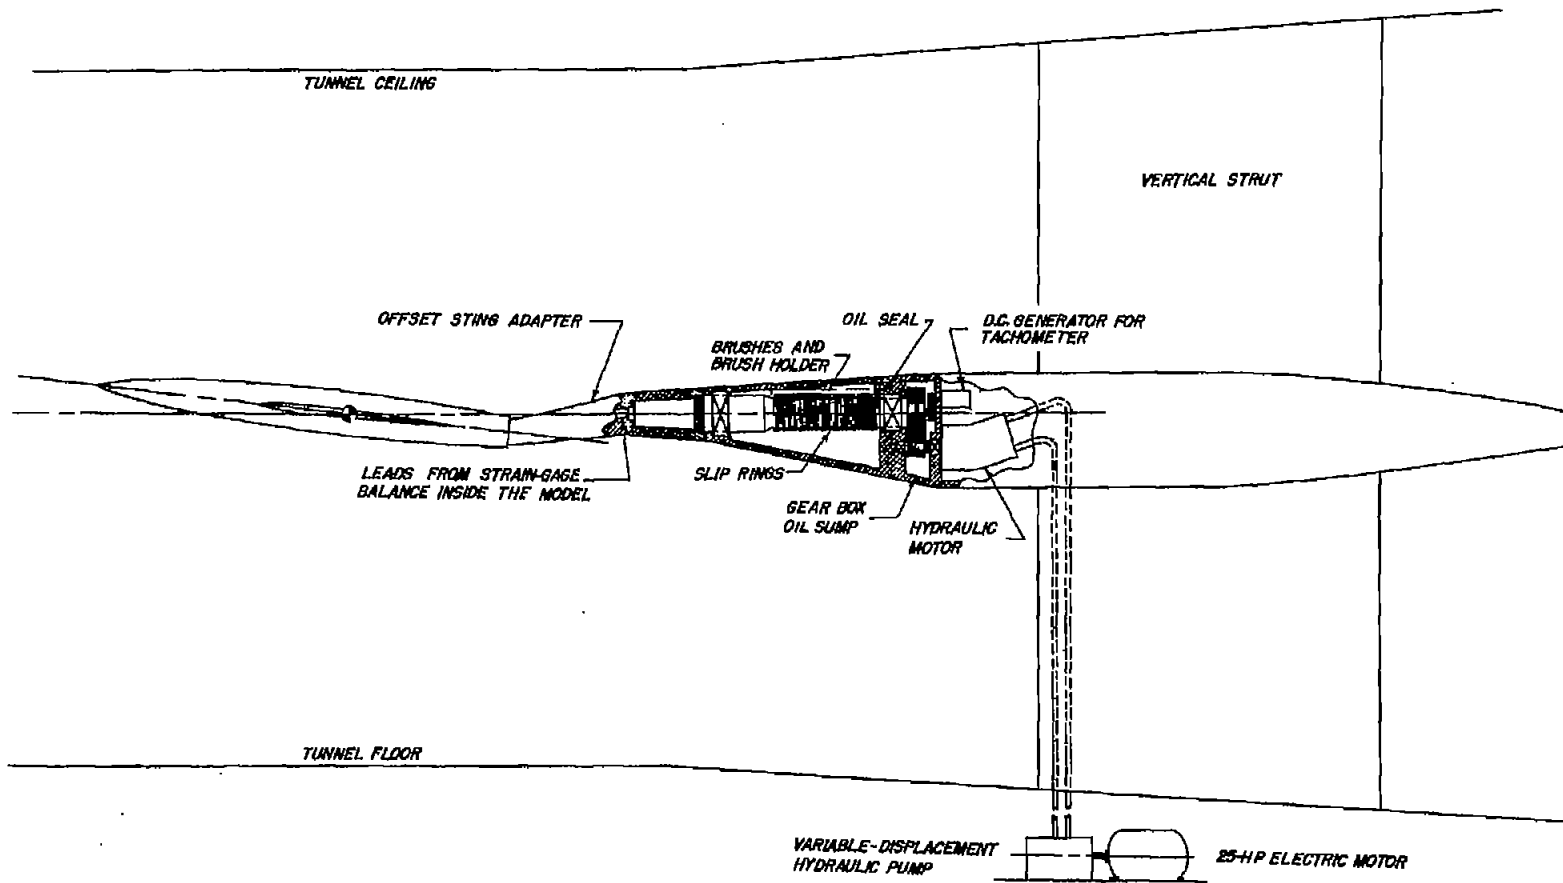 TUNNEL CEILING
VERTICAL STRUT
OFFSET STING ADAPTER
OIL SEAL
D.C. GENERATOR FOR
TACHOMETER
BRUSHES AND
BRUSH HOLDER
LEADS FROM STRAIN-GAGE
BALANCE INSIDE THE MODEL
SLIP RINGS
GEAR BOX
OIL SUMP
HYDRAULIC
MOTOR
TUNNEL FLOOR
VARIABLE-DISPLACEMENT
HYDRAULIC PUMP
25-HP ELECTRIC MOTOR